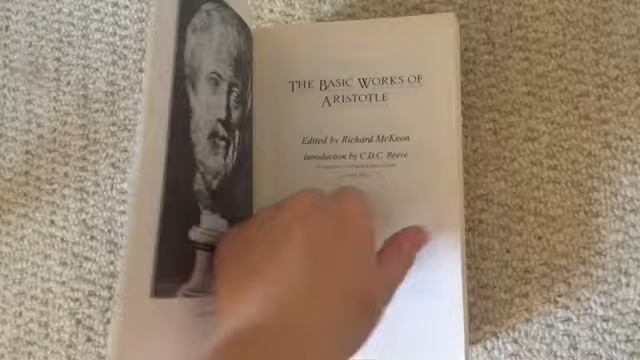 THE BASIC WORKS OF
ARISTOTLE
Edited by Richard McKeon
Introduction by C.D.C. Reeve